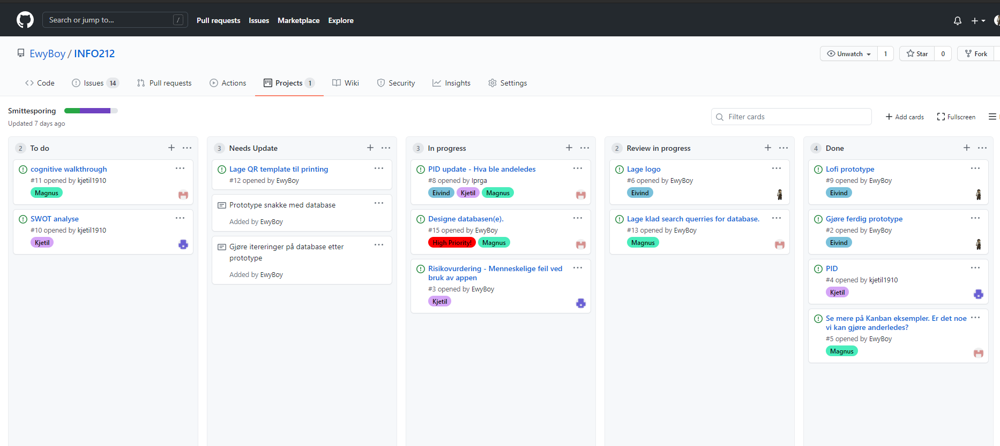 Search or jump to...
/
Pull requests
Issues
Marketplace
Explore
EwyBoy / INFO212
Unwatch
1
Star
0
Fork
Code
Issues 14
Pull requests
Actions
Projects 1
Wiki
Security
Insights
Settings
Smittesporing
Updated 7 days ago
Filter cards
Add cards
Fullscreen
2 To do
cognitive walkthrough
#11 opened by kjetil1910
Magnus
SWOT analyse
#10 opened by kjetil1910
Kjetil
3 Needs Update
Lage QR template til printing
#12 opened by EwyBoy
Prototype snakke med database
Added by EwyBoy
Gjøre itereringer på database etter
prototype
Added by EwyBoy
3 In progress
PID update - Hva ble andeledes
#8 opened by lprga
Eivind Kjetil Magnus
Designe databasen(e).
#15 opened by EwyBoy
High Priority! Magnus
Risikovurdering - Menneskelige feil ved
bruk av appen
#3 opened by EwyBoy
Kjetil
2 Review in progress
Lage logo
#6 opened by EwyBoy
Eivind
Lage klad search querries for database.
#13 opened by EwyBoy
Magnus
4 Done
Lofi prototype
#9 opened by EwyBoy
Eivind
Gjøre ferdig prototype
#2 opened by EwyBoy
Eivind
PID
#4 opened by kjetil1910
Kjetil
Se mere på Kanban eksempler. Er det noe
vi kan gjøre anderledes?
#5 opened by EwyBoy
Magnus